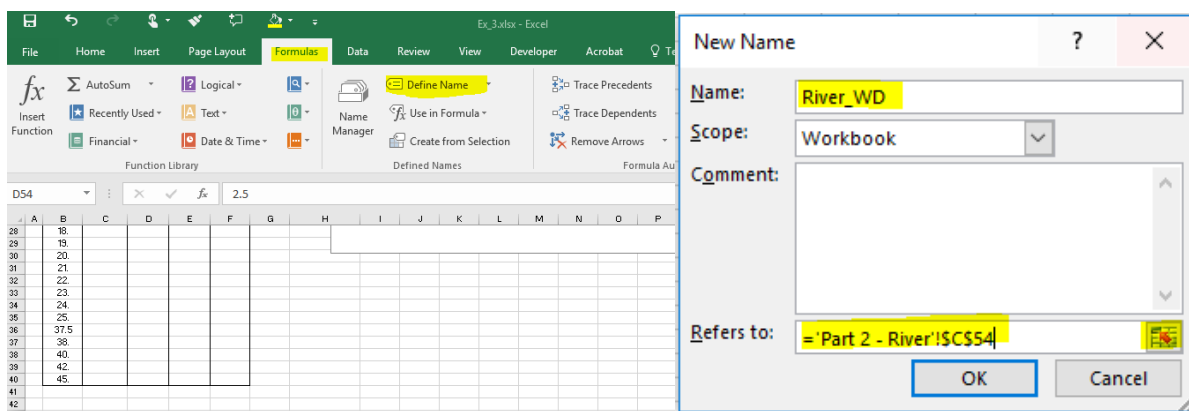 Ex_3.xlsx - Excel
File Home Insert Page Layout Formulas Data Review View Developer Acrobat
fx Insert Function
Σ AutoSum
Recently Used
Financial
Logical
Text
Date & Time
Function Library
Name Manager
Define Name
Use in Formula
Create from Selection
Defined Names
Trace Precedents
Trace Dependents
Remove Arrows
Formula Au
D54 fx 2.5
A B C D E F G H I J K L M N O P
28 18.
29 19.
30 20.
31 21.
32 22.
33 23.
34 24.
35 25.
36 37.5
37 38.
38 40.
39 42.
40 45.
41
42
New Name ? X
Name: River_WD
Scope: Workbook
Comment:
Refers to: ='Part 2 - River'!$C$54
OK Cancel